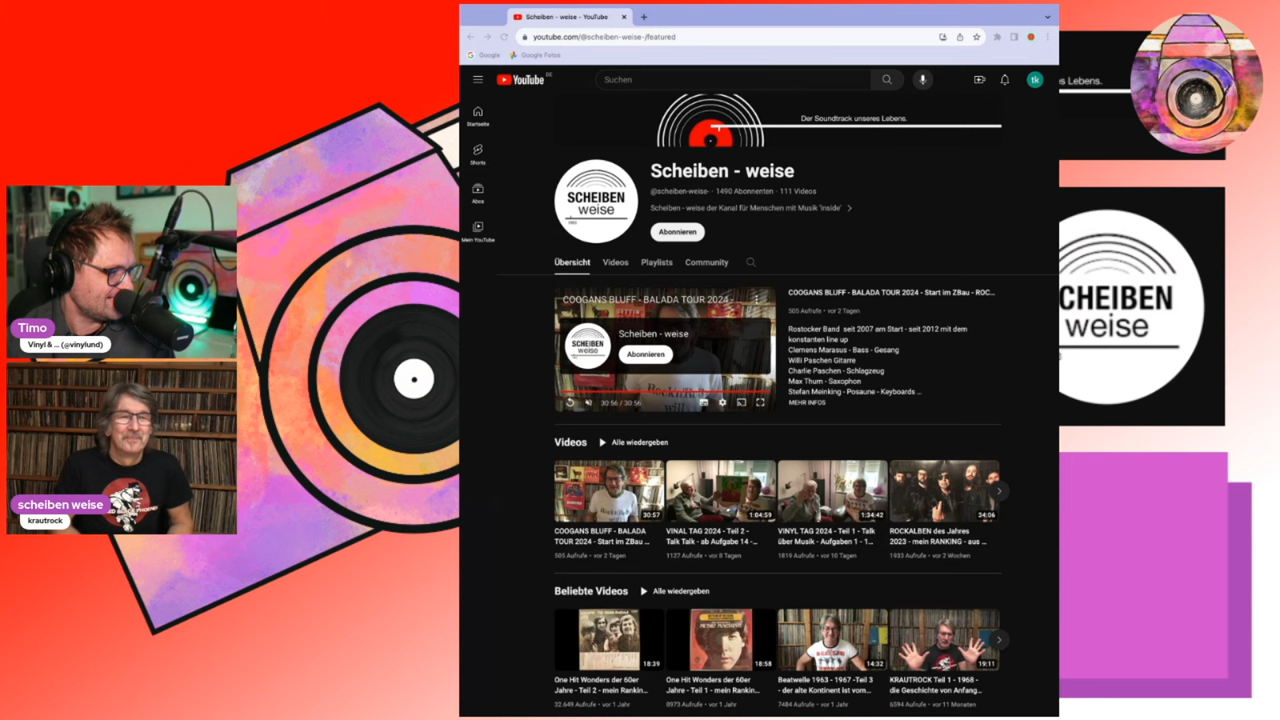 Scheiben - weise - YouTube
youtube.com/@scheiben-weise-/featured
Google
Google Fotos
YouTube
DE
Suchen
tk
Startseite
Shorts
Abos
Mein YouTube
Der Soundtrack unseres Lebens.
es Lebens.
SCHEIBEN
weise
Scheiben - weise
@scheiben-weise- · 1490 Abonnenten · 111 Videos
Scheiben - weise der Kanal für Menschen mit Musik 'inside'
Abonnieren
Übersicht
Videos
Playlists
Community
COOGANS BLUFF - BALADA TOUR 2024 -
SCHEIBEN
weise
Scheiben - weise
Abonnieren
30:56 / 30:56
COOGANS BLUFF - BALADA TOUR 2024 - Start im ZBau - ROC...
505 Aufrufe · vor 2 Tagen
Rostocker Band seit 2007 am Start - seit 2012 mit dem
konstanten line up
Clemens Marasus - Bass - Gesang
Willi Paschen Gitarre
Charlie Paschen - Schlagzeug
Max Thum - Saxophon
Stefan Meinking - Posaune - Keyboards ...
MEHR INFOS
Videos
Alle wiedergeben
30:57
1:04:59
1:34:42
34:06
COOGANS BLUFF - BALADA
TOUR 2024 - Start im ZBau ...
505 Aufrufe · vor 2 Tagen
VINAL TAG 2024 - Teil 2 -
Talk Talk - ab Aufgabe 14 -...
1127 Aufrufe · vor 8 Tagen
VINYL TAG 2024 - Teil 1 - Talk
über Musik - Aufgaben 1 - 1...
1819 Aufrufe · vor 10 Tagen
ROCKALBEN des Jahres
2023 - mein RANKING - aus ...
1933 Aufrufe · vor 2 Wochen
Beliebte Videos
Alle wiedergeben
18:39
18:58
14:32
19:11
One Hit Wonders der 60er
Jahre - Teil 2 - mein Rankin...
32.649 Aufrufe · vor 1 Jahr
One Hit Wonders der 60er
Jahre - Teil 1 - mein Rankin...
8973 Aufrufe · vor 1 Jahr
Beatwelle 1963 - 1967 -Teil 3
- der alte Kontinent ist vom...
7484 Aufrufe · vor 1 Jahr
KRAUTROCK Teil 1 - 1968 -
die Geschichte von Anfang...
6594 Aufrufe · vor 11 Monaten
Timo
Vinyl & ... (@vinylund)
scheiben weise
krautrock
CHEIBEN
weise